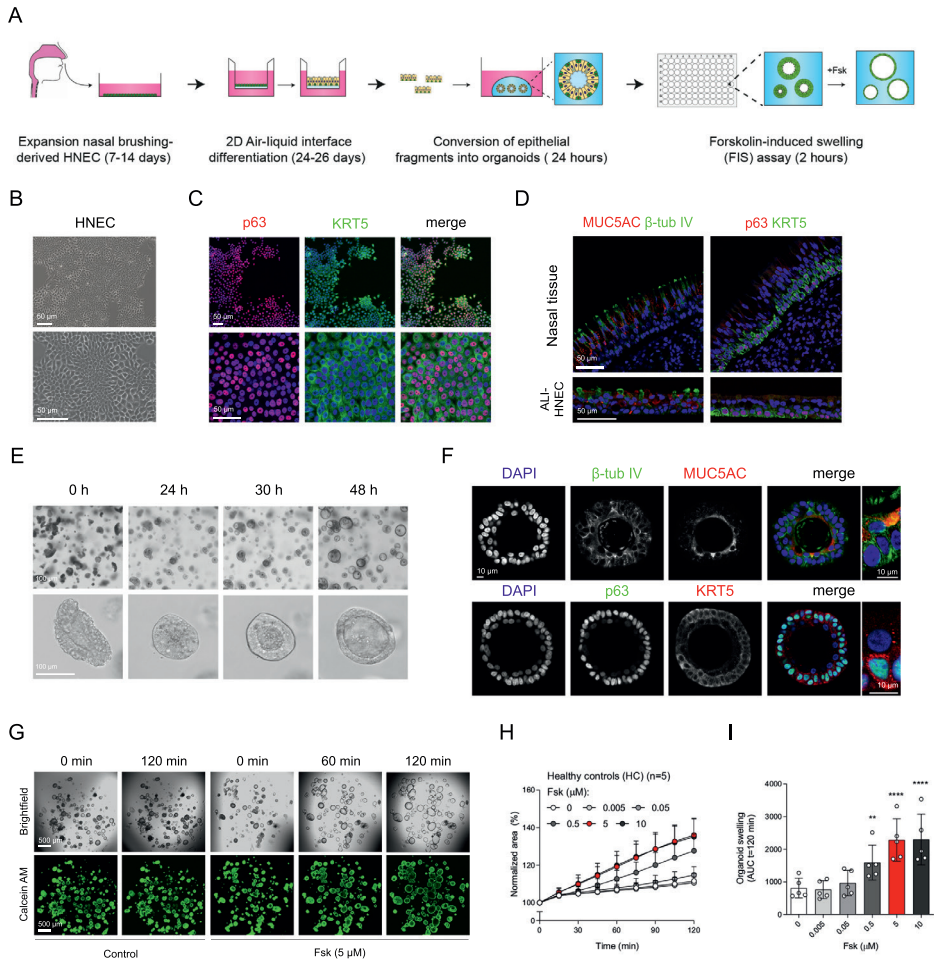 A
+Fsk
Expansion nasal brushing-
derived HNEC (7-14 days)
2D Air-liquid interface
differentiation (24-26 days)
Conversion of epithelial
fragments into organoids ( 24 hours)
Forskolin-induced swelling
(FIS) assay (2 hours)
B
HNEC
50 µm
C
p63 KRT5 merge
50 µm
50 µm
D
MUC5AC β-tub IV
p63 KRT5
Nasal tissue
50 µm
ALI-
HNEC
50 µm
E
0 h 24 h 30 h 48 h
100 µm
F
DAPI β-tub IV MUC5AC merge
10 µm
10 µm
DAPI p63 KRT5 merge
10 µm
G
0 min 120 min 0 min 60 min 120 min
Brightfield
500 µm
Calcein AM
500 µm
Control
Fsk (5 µM)
H
Healthy controls (HC) (n=5)
Fsk (µM):
0 0.005 0.05
0.5 5 10
Normalized area (%)
160
140
120
100
0 30 60 90 120
Time (min)
I
Organoid swelling
(AUC t=120 min)
4000
3000
2000
1000
0
** **** ****
0 0.005 0.05 0.5 5 10
Fsk (µM)